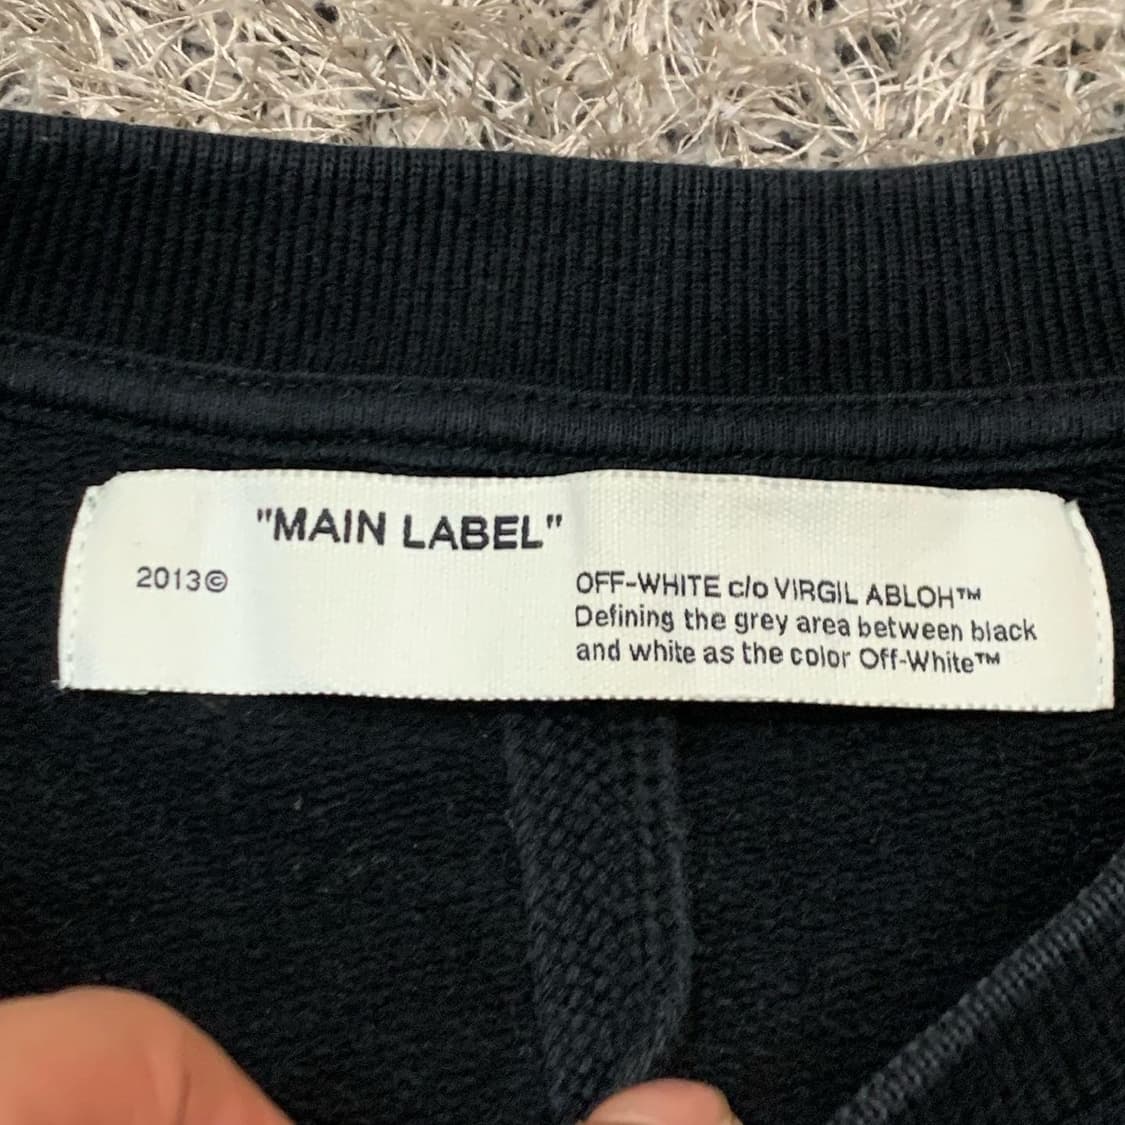 "MAIN LABEL"
2013©
OFF-WHITE c/o VIRGIL ABLOH™
Defining the grey area between black
and white as the color Off-White™